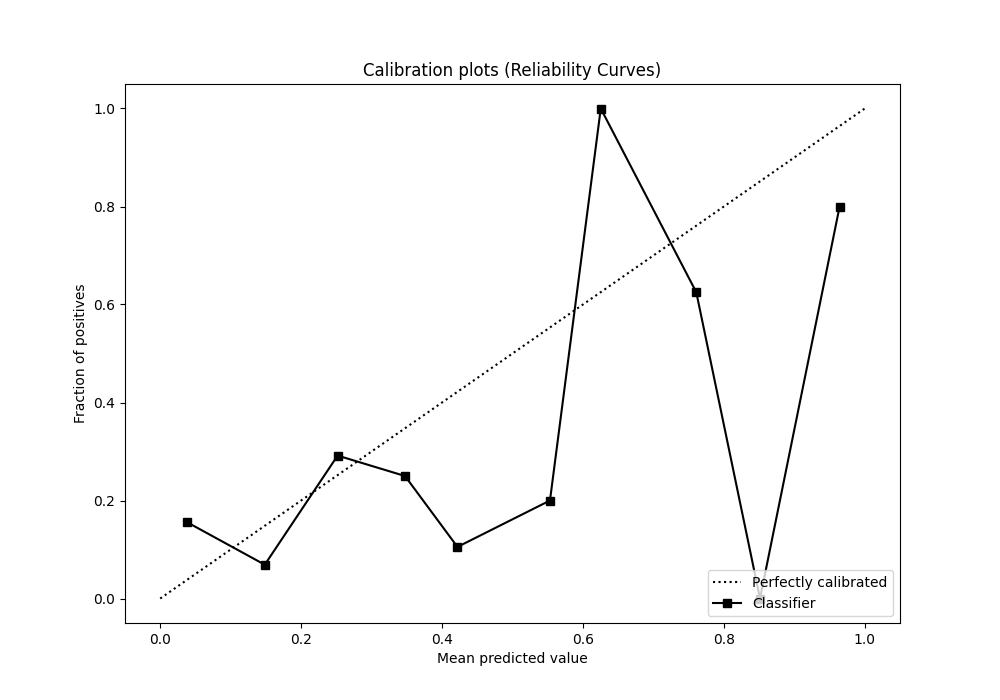 Calibration plots (Reliability Curves)
1.0
0.8
0.6
0.4
0.2
0.0
Fraction of positives
Perfectly calibrated
Classifier
0.0 0.2 0.4 0.6 0.8 1.0
Mean predicted value